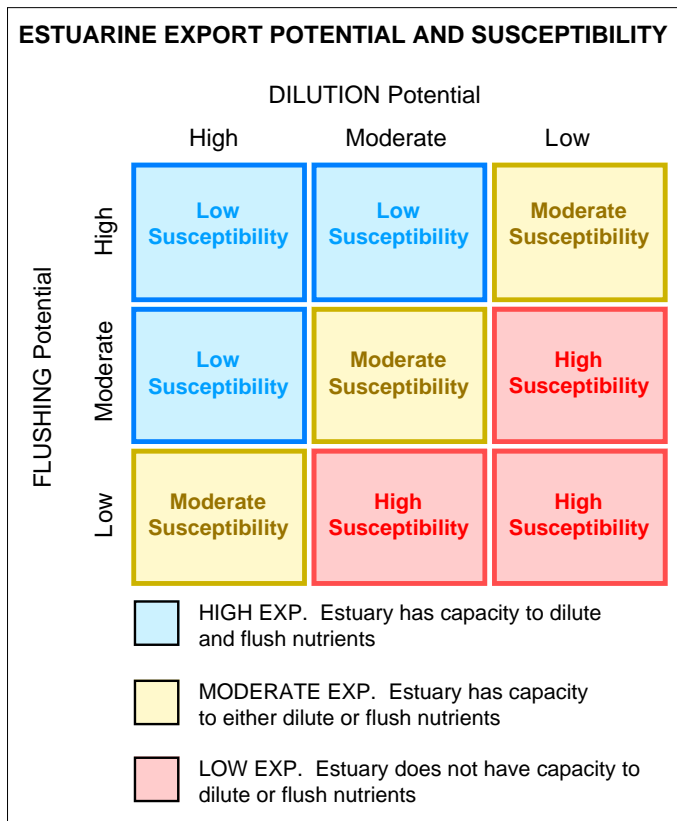 ESTUARINE EXPORT POTENTIAL AND SUSCEPTIBILITY
DILUTION Potential
High Moderate Low
FLUSHING Potential
High
Low
Susceptibility
Low
Susceptibility
Moderate
Susceptibility
Moderate
Low
Susceptibility
Moderate
Susceptibility
High
Susceptibility
Low
Moderate
Susceptibility
High
Susceptibility
High
Susceptibility
HIGH EXP. Estuary has capacity to dilute
and flush nutrients
MODERATE EXP. Estuary has capacity
to either dilute or flush nutrients
LOW EXP. Estuary does not have capacity to
dilute or flush nutrients